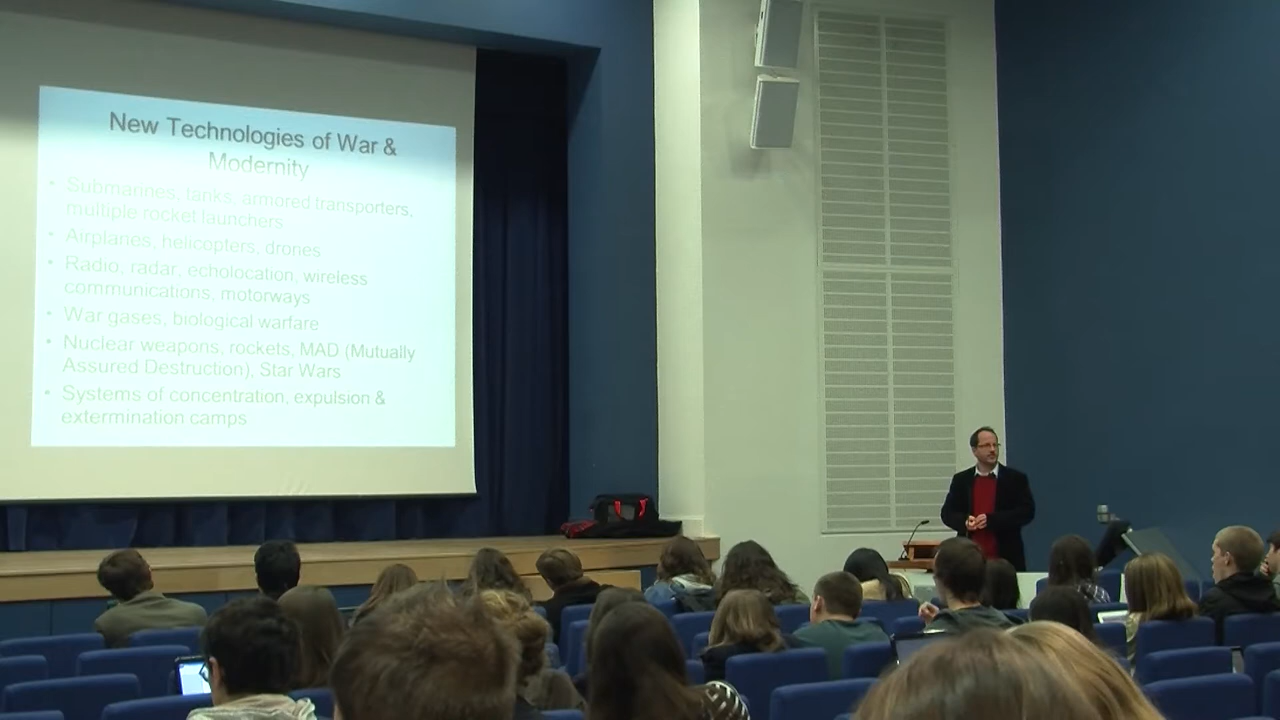 New Technologies of War &
Modernity
• Submarines, tanks, armored transporters,
multiple rocket launchers
• Airplanes, helicopters, drones
• Radio, radar, echolocation, wireless
communications, motorways
• War gases, biological warfare
• Nuclear weapons, rockets, MAD (Mutually
Assured Destruction), Star Wars
• Systems of concentration, expulsion &
extermination camps